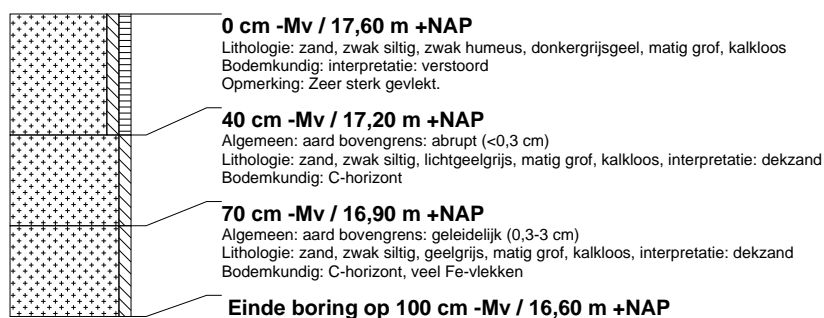 0 cm -Mv / 17,60 m +NAP
Lithologie: zand, zwak siltig, zwak humeus, donkergrijsgeel, matig grof, kalkloos
Bodemkundig: interpretatie: verstoord
Opmerking: Zeer sterk gevlekt.
40 cm -Mv / 17,20 m +NAP
Algemeen: aard bovengrens: abrupt (<0,3 cm)
Lithologie: zand, zwak siltig, lichtgeelgrijs, matig grof, kalkloos, interpretatie: dekzand
Bodemkundig: C-horizont
70 cm -Mv / 16,90 m +NAP
Algemeen: aard bovengrens: geleidelijk (0,3-3 cm)
Lithologie: zand, zwak siltig, geelgrijs, matig grof, kalkloos, interpretatie: dekzand
Bodemkundig: C-horizont, veel Fe-vlekken
Einde boring op 100 cm -Mv / 16,60 m +NAP